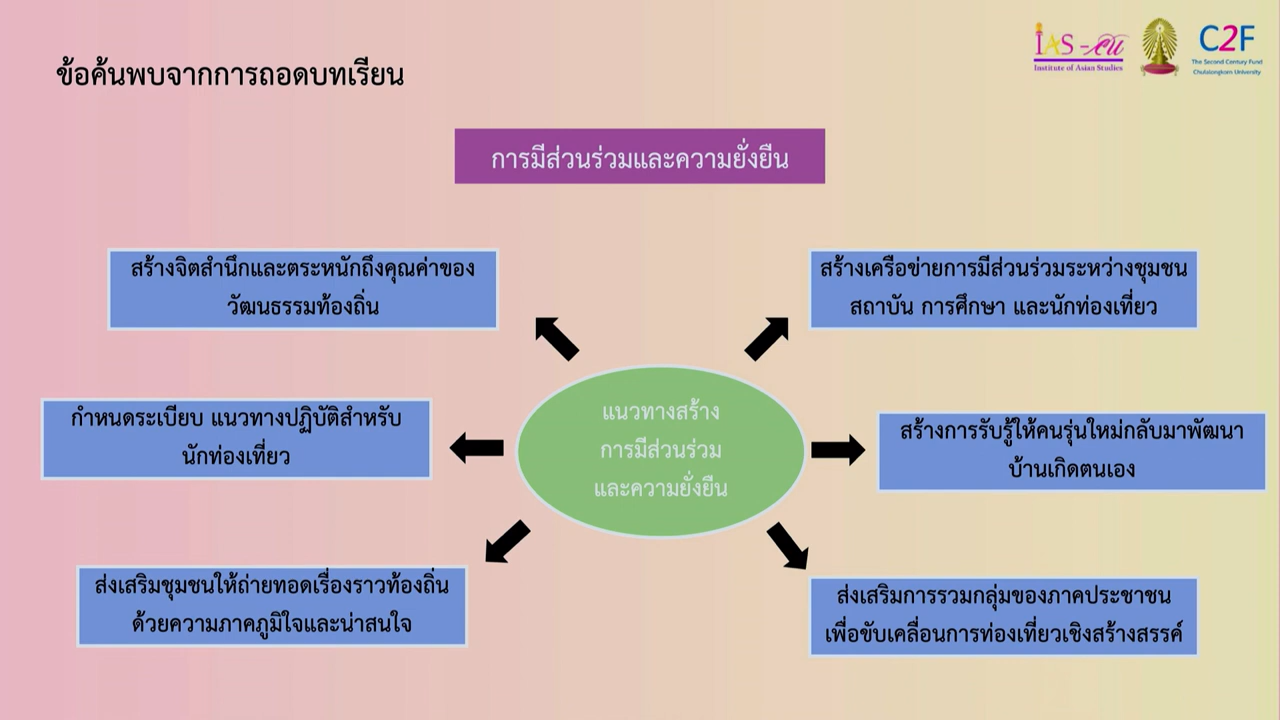 ข้อค้นพบจากการถอดบทเรียน
IAS-CU
Institute of Asian Studies
C2F
The Second Century Fund
Chulalongkorn University
การมีส่วนร่วมและความยั่งยืน
สร้างจิตสำนึกและตระหนักถึงคุณค่าของ
วัฒนธรรมท้องถิ่น
สร้างเครือข่ายการมีส่วนร่วมระหว่างชุมชน
สถาบัน การศึกษา และนักท่องเที่ยว
กำหนดระเบียบ แนวทางปฏิบัติสำหรับ
นักท่องเที่ยว
แนวทางสร้าง
การมีส่วนร่วม
และความยั่งยืน
สร้างการรับรู้ให้คนรุ่นใหม่กลับมาพัฒนา
บ้านเกิดตนเอง
ส่งเสริมชุมชนให้ถ่ายทอดเรื่องราวท้องถิ่น
ด้วยความภาคภูมิใจและน่าสนใจ
ส่งเสริมการรวมกลุ่มของภาคประชาชน
เพื่อขับเคลื่อนการท่องเที่ยวเชิงสร้างสรรค์